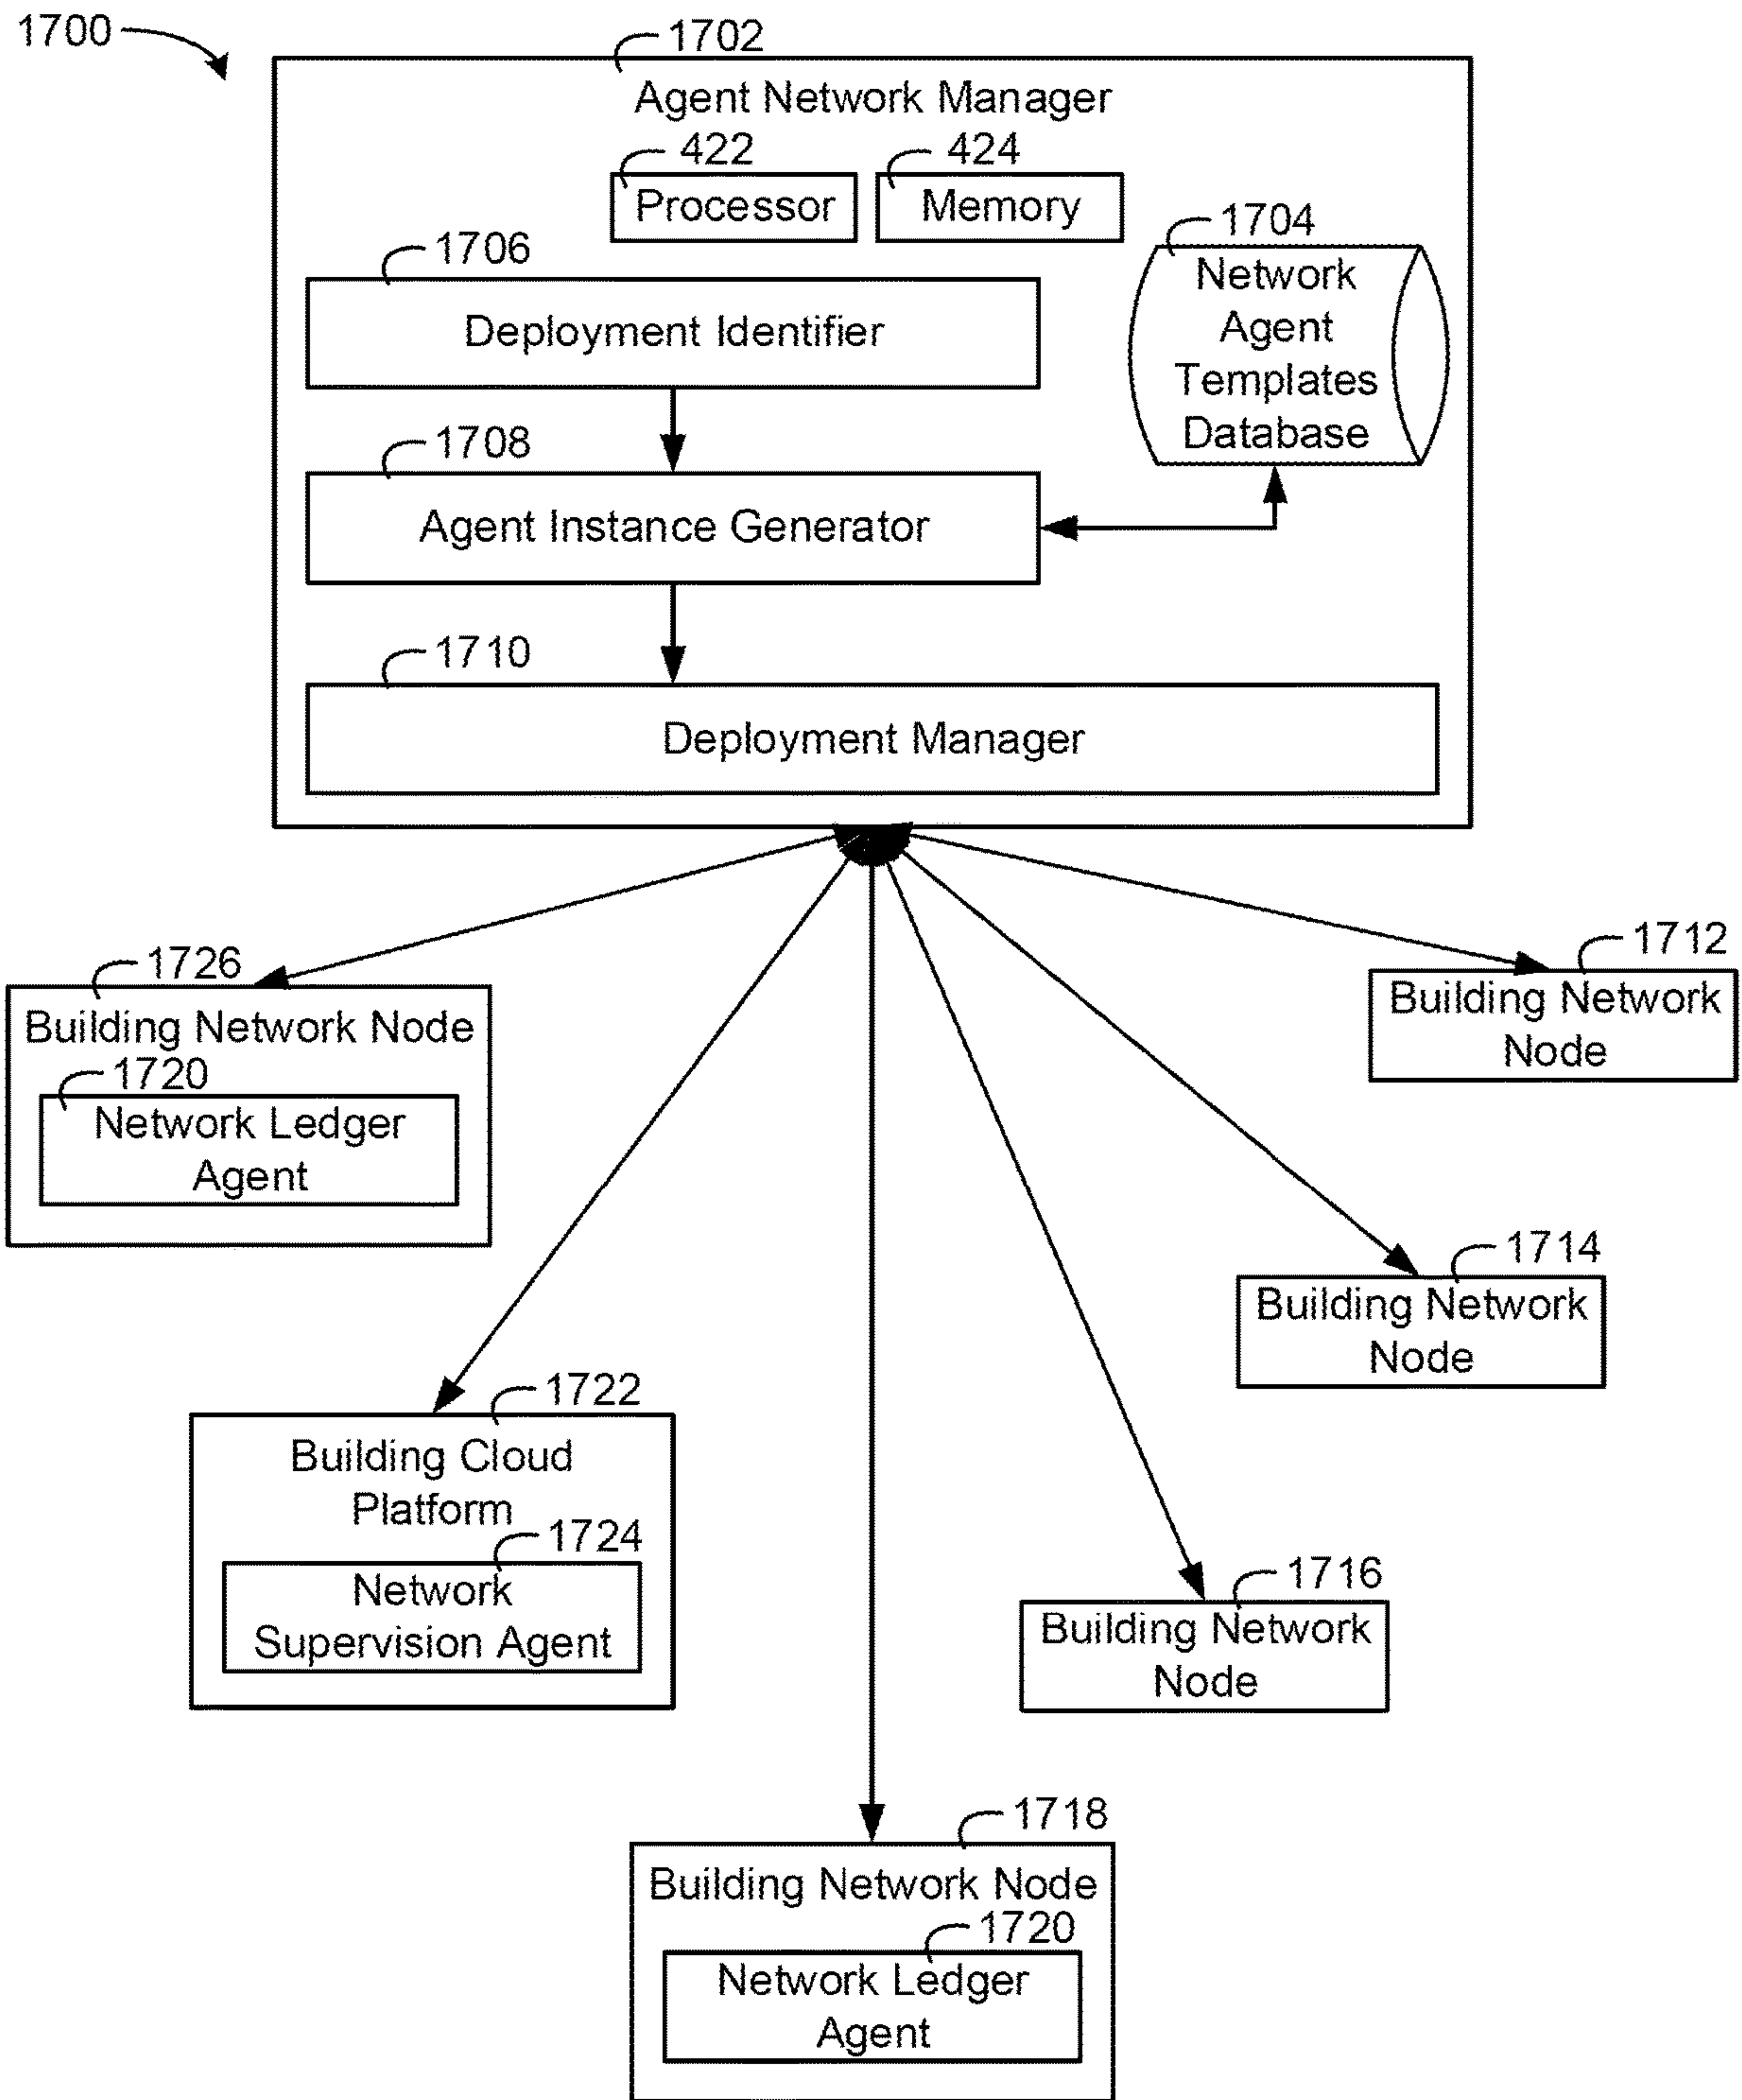 1700
1702
Agent Network Manager
422
Processor
424
Memory
1704
Network
Agent
Templates
Database
1706
Deployment Identifier
1708
Agent Instance Generator
1710
Deployment Manager
1726
Building Network Node
1720
Network Ledger
Agent
1712
Building Network
Node
1714
Building Network
Node
1722
Building Cloud
Platform
1724
Network
Supervision Agent
1716
Building Network
Node
1718
Building Network Node
1720
Network Ledger
Agent